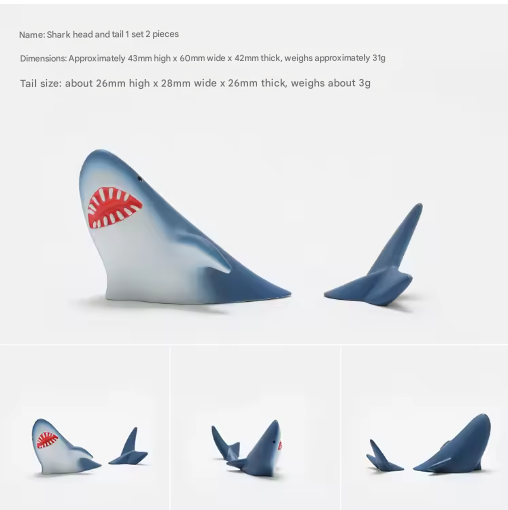 Name: Shark head and tail 1 set 2 pieces
Dimensions: Approximately 43mm high x 60mm wide x 42mm thick, weighs approximately 31g
Tail size: about 26mm high x 28mm wide x 26mm thick, weighs about 3g